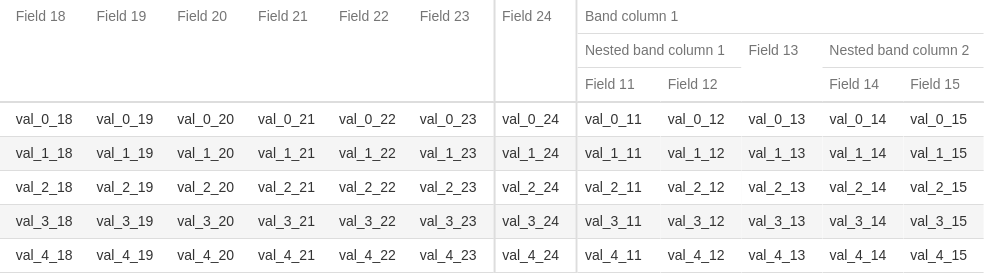 Field 18 Field 19 Field 20 Field 21 Field 22 Field 23 Field 24 Band column 1
Nested band column 1 Field 13 Nested band column 2
Field 11 Field 12 Field 14 Field 15
val_0_18 val_0_19 val_0_20 val_0_21 val_0_22 val_0_23 val_0_24 val_0_11 val_0_12 val_0_13 val_0_14 val_0_15
val_1_18 val_1_19 val_1_20 val_1_21 val_1_22 val_1_23 val_1_24 val_1_11 val_1_12 val_1_13 val_1_14 val_1_15
val_2_18 val_2_19 val_2_20 val_2_21 val_2_22 val_2_23 val_2_24 val_2_11 val_2_12 val_2_13 val_2_14 val_2_15
val_3_18 val_3_19 val_3_20 val_3_21 val_3_22 val_3_23 val_3_24 val_3_11 val_3_12 val_3_13 val_3_14 val_3_15
val_4_18 val_4_19 val_4_20 val_4_21 val_4_22 val_4_23 val_4_24 val_4_11 val_4_12 val_4_13 val_4_14 val_4_15